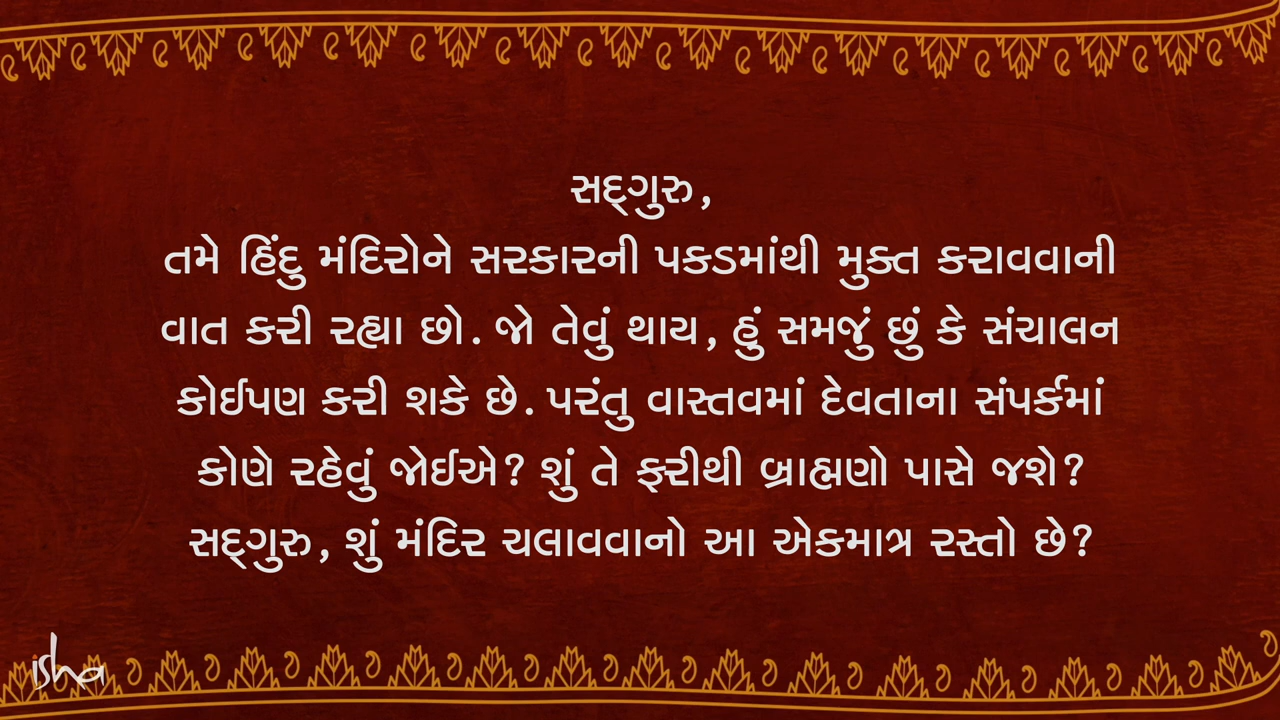 સદ્‌ગુરુ,
તમે હિંદુ મંદિરોને સરકારની પકડમાંથી મુક્ત કરાવવાની
વાત કરી રહ્યા છો. જો તેવું થાય, હું સમજું છું કે સંચાલન
કોઈપણ કરી શકે છે. પરંતુ વાસ્તવમાં દેવતાના સંપર્કમાં
કોણે રહેવું જોઈએ? શું તે ફરીથી બ્રાહ્મણો પાસે જશે?
સદ્‌ગુરુ, શું મંદિર ચલાવવાનો આ એકમાત્ર રસ્તો છે?
isha